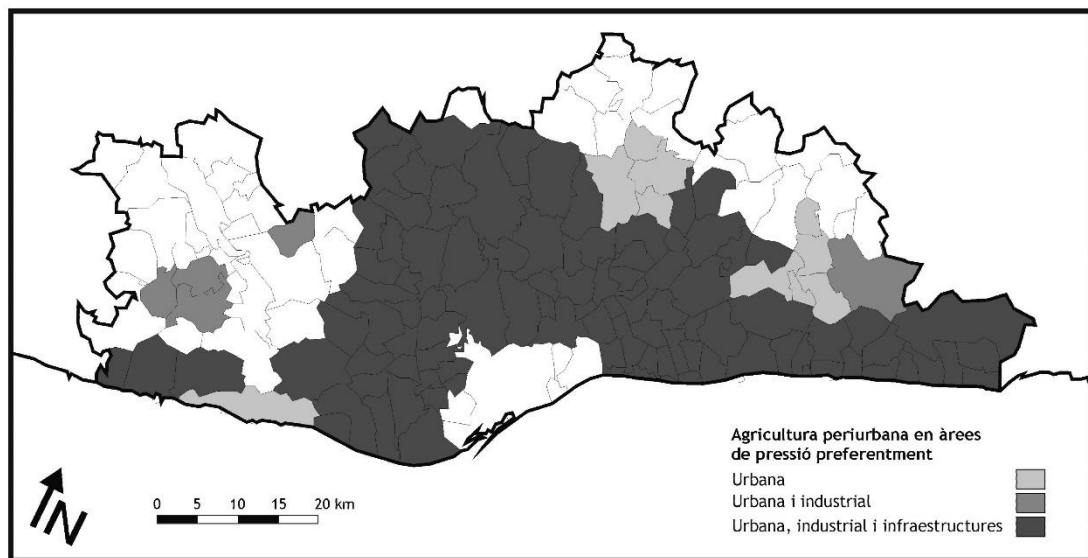 Agricultura periurbana en àrees
de pressió preferentment
Urbana
Urbana i industrial
Urbana, industrial i infraestructures
0 5 10 15 20 km
N